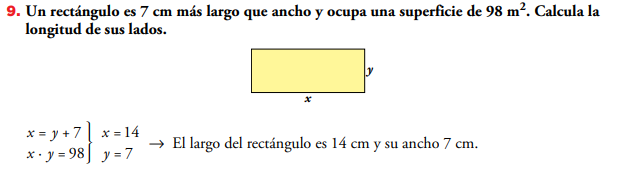 9. Un rectángulo es 7 cm más largo que ancho y ocupa una superficie de 98 m². Calcula la
longitud de sus lados.
y
x
x = y + 7 } x = 14
x · y = 98 } y = 7 → El largo del rectángulo es 14 cm y su ancho 7 cm.